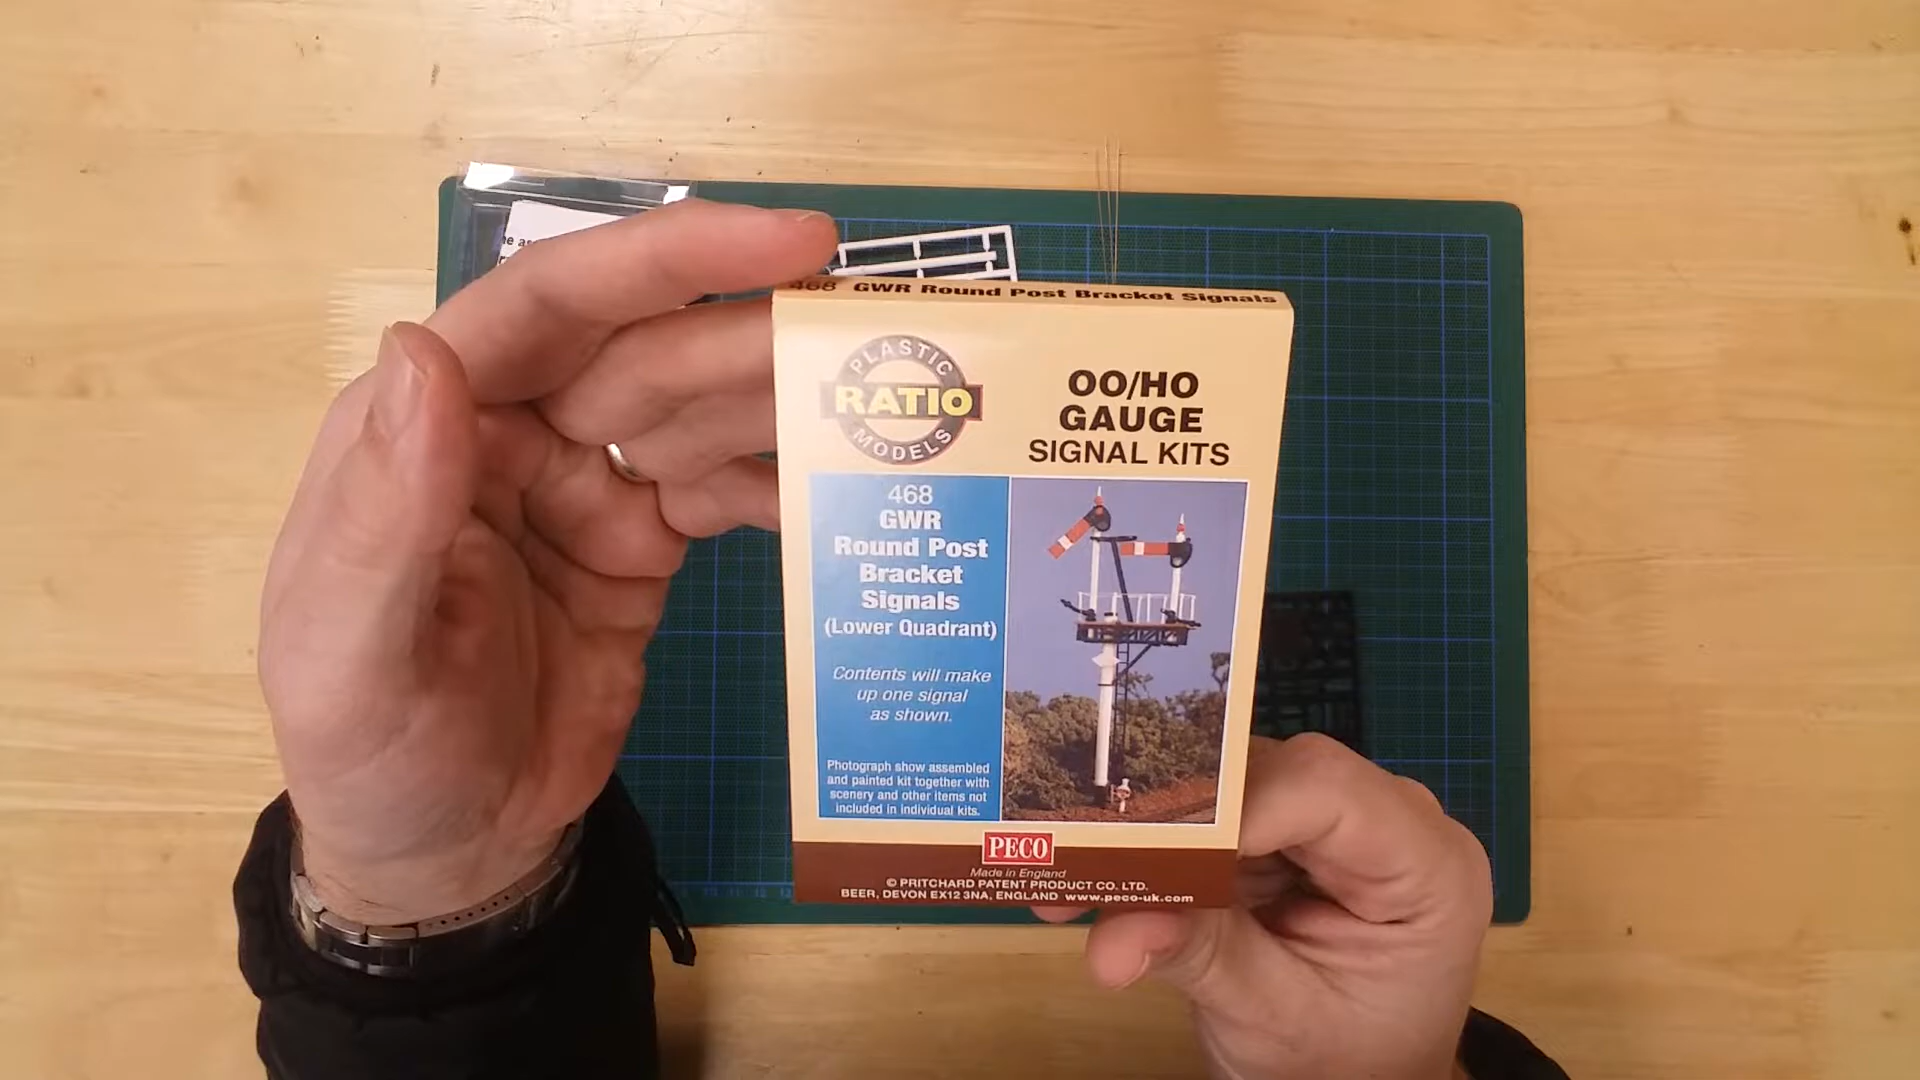 468 GWR Round Post Bracket Signals
PLASTIC
RATIO
MODELS
OO/HO
GAUGE
SIGNAL KITS
468
GWR
Round Post
Bracket
Signals
(Lower Quadrant)
Contents will make
up one signal
as shown.
Photograph show assembled
and painted kit together with
scenery and other items not
included in individual kits.
PECO
Made in England
© PRITCHARD PATENT PRODUCT CO. LTD.
BEER, DEVON EX12 3NA, ENGLAND www.peco-uk.com